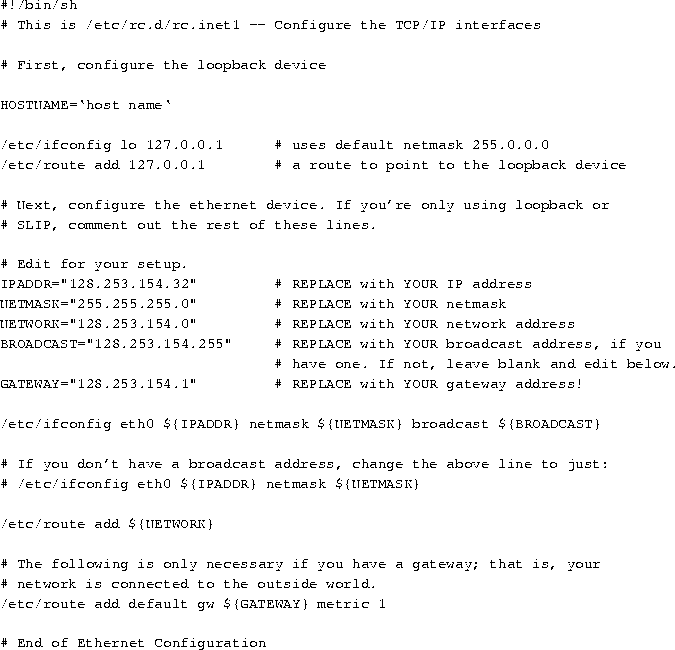 #!/bin/sh
# This is /etc/rc.d/rc.inet1 -- Configure the TCP/IP interfaces
# First, configure the loopback device
HOSTNAME=`host name`
/etc/ifconfig lo 127.0.0.1 # uses default netmask 255.0.0.0
/etc/route add 127.0.0.1 # a route to point to the loopback device
# Next, configure the ethernet device. If you're only using loopback or
# SLIP, comment out the rest of these lines.
# Edit for your setup.
IPADDR="128.253.154.32" # REPLACE with YOUR IP address
NETMASK="255.255.255.0" # REPLACE with YOUR netmask
NETWORK="128.253.154.0" # REPLACE with YOUR network address
BROADCAST="128.253.154.255" # REPLACE with YOUR broadcast address, if you
# have one. If not, leave blank and edit below.
GATEWAY="128.253.154.1" # REPLACE with YOUR gateway address!
/etc/ifconfig eth0 ${IPADDR} netmask ${NETMASK} broadcast ${BROADCAST}
# If you don't have a broadcast address, change the above line to just:
# /etc/ifconfig eth0 ${IPADDR} netmask ${NETMASK}
/etc/route add ${NETWORK}
# The following is only necessary if you have a gateway; that is, your
# network is connected to the outside world.
/etc/route add default gw ${GATEWAY} metric 1
# End of Ethernet Configuration